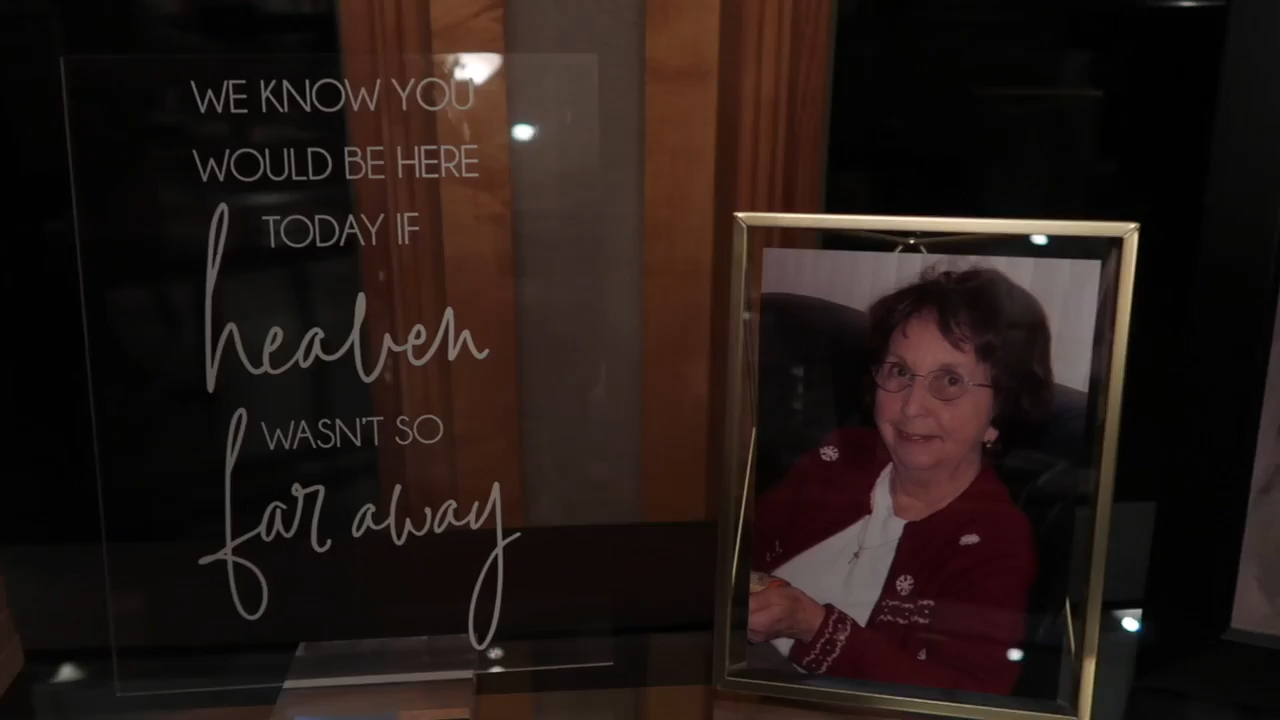 WE KNOW YOU
WOULD BE HERE
TODAY IF
heaven
WASN'T SO
far away